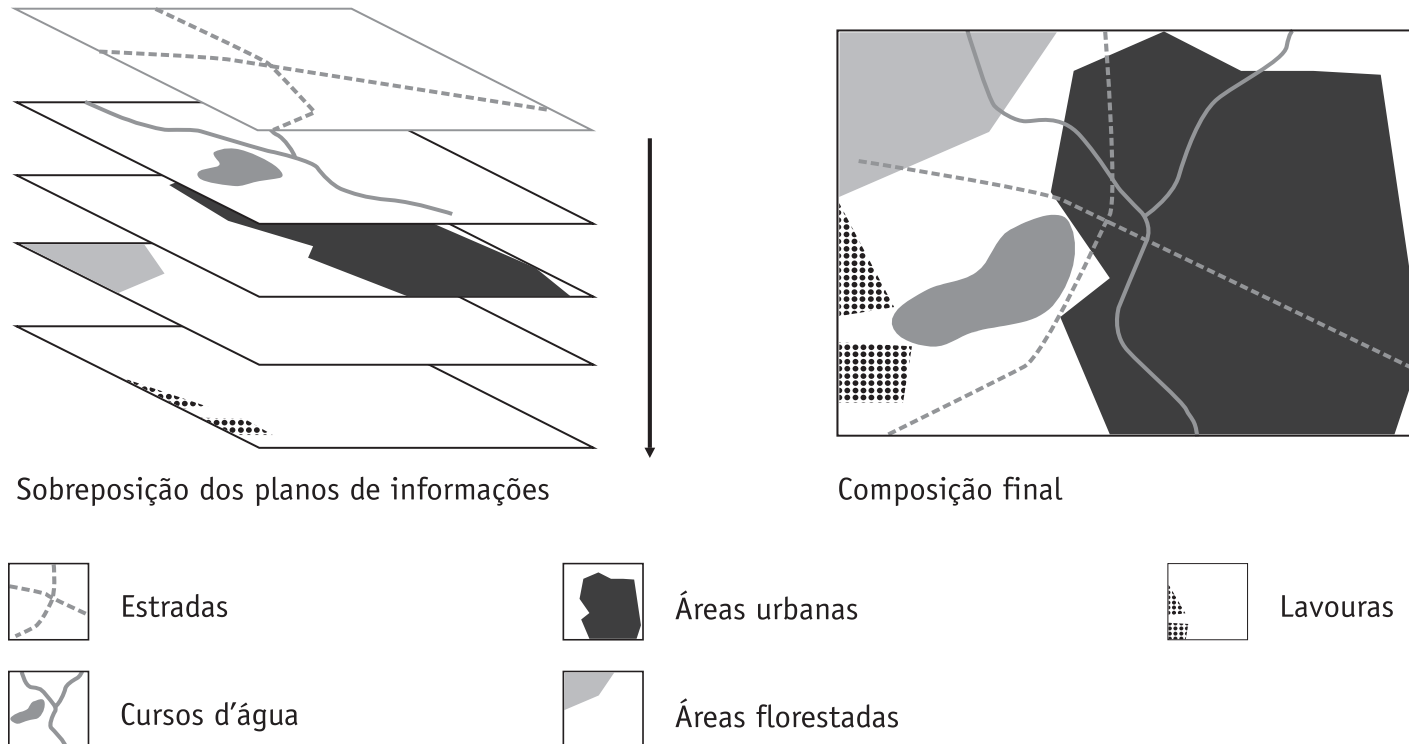 Sobreposição dos planos de informações
Composição final
Estradas
Áreas urbanas
Lavouras
Cursos d'água
Áreas florestadas